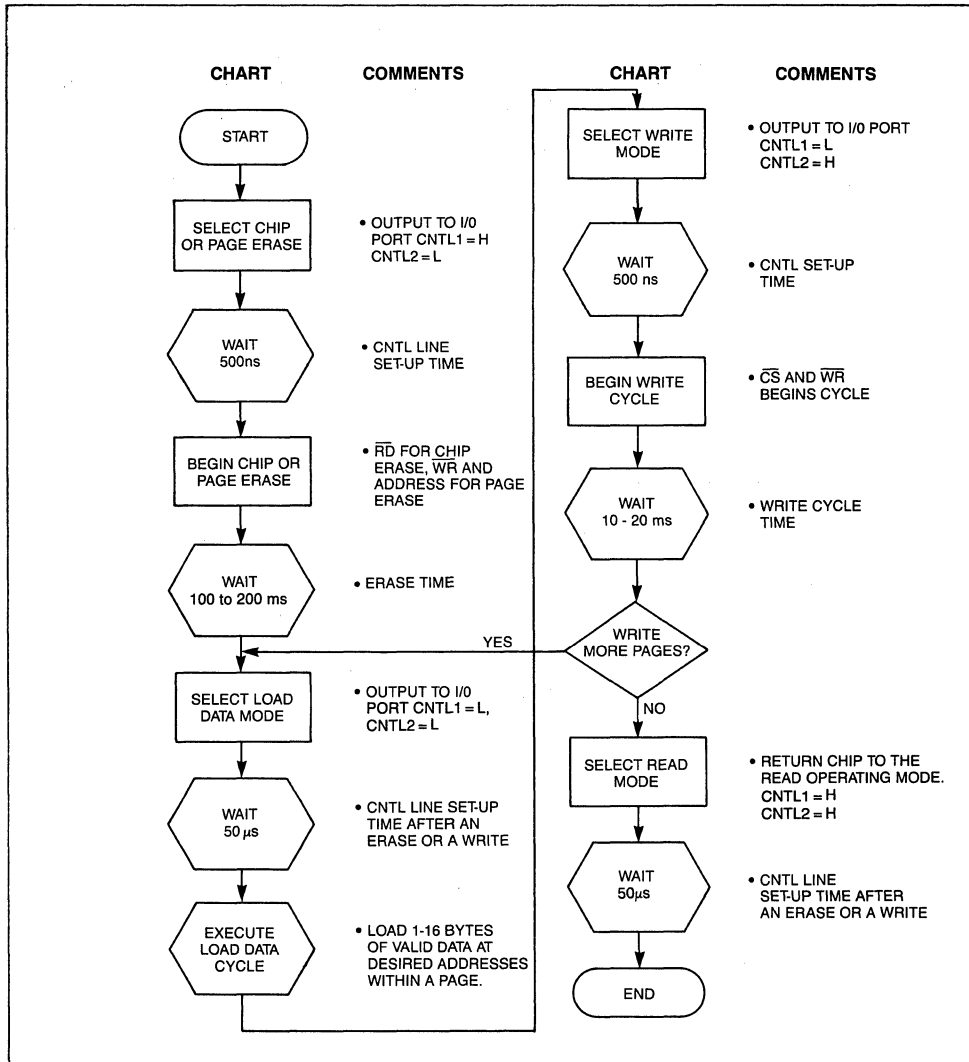 CHART
COMMENTS
START
SELECT CHIP
OR PAGE ERASE
• OUTPUT TO I/0
PORT CNTL1 = H
CNTL2 = L
WAIT
500ns
• CNTL LINE
SET-UP TIME
BEGIN CHIP OR
PAGE ERASE
• RD FOR CHIP
ERASE, WR AND
ADDRESS FOR PAGE
ERASE
WAIT
100 to 200 ms
• ERASE TIME
SELECT LOAD
DATA MODE
• OUTPUT TO I/0
PORT CNTL1 = L,
CNTL2 = L
WAIT
50 μs
• CNTL LINE SET-UP
TIME AFTER AN
ERASE OR A WRITE
EXECUTE
LOAD DATA
CYCLE
• LOAD 1-16 BYTES
OF VALID DATA AT
DESIRED ADDRESSES
WITHIN A PAGE.
CHART
COMMENTS
SELECT WRITE
MODE
• OUTPUT TO I/0 PORT
CNTL1 = L
CNTL2 = H
WAIT
500 ns
• CNTL SET-UP
TIME
BEGIN WRITE
CYCLE
• C̅S̅ AND W̅R̅
BEGINS CYCLE
WAIT
10 - 20 ms
• WRITE CYCLE
TIME
WRITE
MORE PAGES?
YES
NO
SELECT READ
MODE
• RETURN CHIP TO THE
READ OPERATING MODE.
CNTL1 = H
CNTL2 = H
WAIT
50μs
• CNTL LINE
SET-UP TIME AFTER
AN ERASE OR A WRITE
END